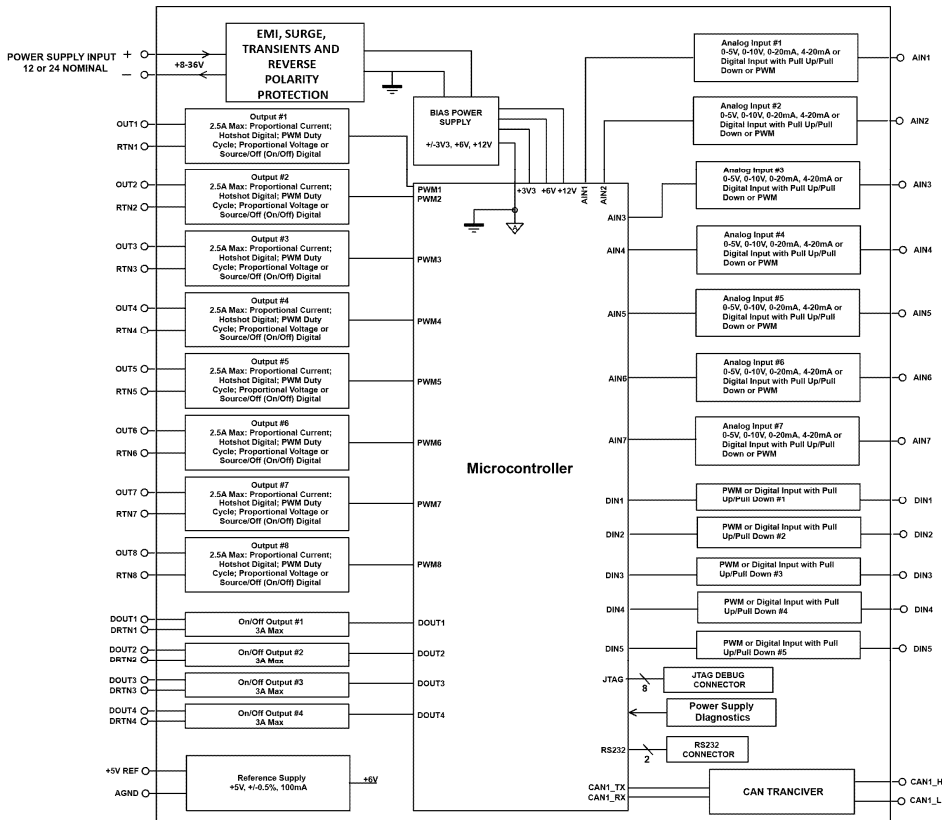 POWER SUPPLY INPUT
12 or 24 NOMINAL
+
−
+8-36V
EMI, SURGE,
TRANSIENTS AND
REVERSE
POLARITY
PROTECTION
BIAS POWER
SUPPLY
+/-3V3, +6V, +12V
+3V3
+6V
+12V
A
OUT1
RTN1
Output #1
2.5A Max: Proportional Current;
Hotshot Digital; PWM Duty
Cycle; Proportional Voltage or
Source/Off (On/Off) Digital
PWM1
OUT2
RTN2
Output #2
2.5A Max: Proportional Current;
Hotshot Digital; PWM Duty
Cycle; Proportional Voltage or
Source/Off (On/Off) Digital
PWM2
OUT3
RTN3
Output #3
2.5A Max: Proportional Current;
Hotshot Digital; PWM Duty
Cycle; Proportional Voltage or
Source/Off (On/Off) Digital
PWM3
OUT4
RTN4
Output #4
2.5A Max: Proportional Current;
Hotshot Digital; PWM Duty
Cycle; Proportional Voltage or
Source/Off (On/Off) Digital
PWM4
OUT5
RTN5
Output #5
2.5A Max: Proportional Current;
Hotshot Digital; PWM Duty
Cycle; Proportional Voltage or
Source/Off (On/Off) Digital
PWM5
OUT6
RTN6
Output #6
2.5A Max: Proportional Current;
Hotshot Digital; PWM Duty
Cycle; Proportional Voltage or
Source/Off (On/Off) Digital
PWM6
OUT7
RTN7
Output #7
2.5A Max: Proportional Current;
Hotshot Digital; PWM Duty
Cycle; Proportional Voltage or
Source/Off (On/Off) Digital
PWM7
OUT8
RTN8
Output #8
2.5A Max: Proportional Current;
Hotshot Digital; PWM Duty
Cycle; Proportional Voltage or
Source/Off (On/Off) Digital
PWM8
DOUT1
DRTN1
On/Off Output #1
3A Max
DOUT1
DOUT2
DRTN2
On/Off Output #2
3A Max
DOUT2
DOUT3
DRTN3
On/Off Output #3
3A Max
DOUT3
DOUT4
DRTN4
On/Off Output #4
3A Max
DOUT4
+5V REF
AGND
Reference Supply
+5V, +/-0.5%, 100mA
+6V
Microcontroller
AIN1
Analog Input #1
0-5V, 0-10V, 0-20mA, 4-20mA or
Digital Input with Pull Up/Pull
Down or PWM
AIN1
AIN2
Analog Input #2
0-5V, 0-10V, 0-20mA, 4-20mA or
Digital Input with Pull Up/Pull
Down or PWM
AIN2
AIN3
Analog Input #3
0-5V, 0-10V, 0-20mA, 4-20mA or
Digital Input with Pull Up/Pull
Down or PWM
AIN3
AIN4
Analog Input #4
0-5V, 0-10V, 0-20mA, 4-20mA or
Digital Input with Pull Up/Pull
Down or PWM
AIN4
AIN5
Analog Input #5
0-5V, 0-10V, 0-20mA, 4-20mA or
Digital Input with Pull Up/Pull
Down or PWM
AIN5
AIN6
Analog Input #6
0-5V, 0-10V, 0-20mA, 4-20mA or
Digital Input with Pull Up/Pull
Down or PWM
AIN6
AIN7
Analog Input #7
0-5V, 0-10V, 0-20mA, 4-20mA or
Digital Input with Pull Up/Pull
Down or PWM
AIN7
DIN1
PWM or Digital Input with Pull
Up/Pull Down #1
DIN1
DIN2
PWM or Digital Input with Pull
Up/Pull Down #2
DIN2
DIN3
PWM or Digital Input with Pull
Up/Pull Down #3
DIN3
DIN4
PWM or Digital Input with Pull
Up/Pull Down #4
DIN4
DIN5
PWM or Digital Input with Pull
Up/Pull Down #5
DIN5
JTAG
8
JTAG DEBUG
CONNECTOR
Power Supply
DIagnostics
RS232
2
RS232
CONNECTOR
CAN1_TX
CAN1_RX
CAN TRANCIVER
CAN1_H
CAN1_L